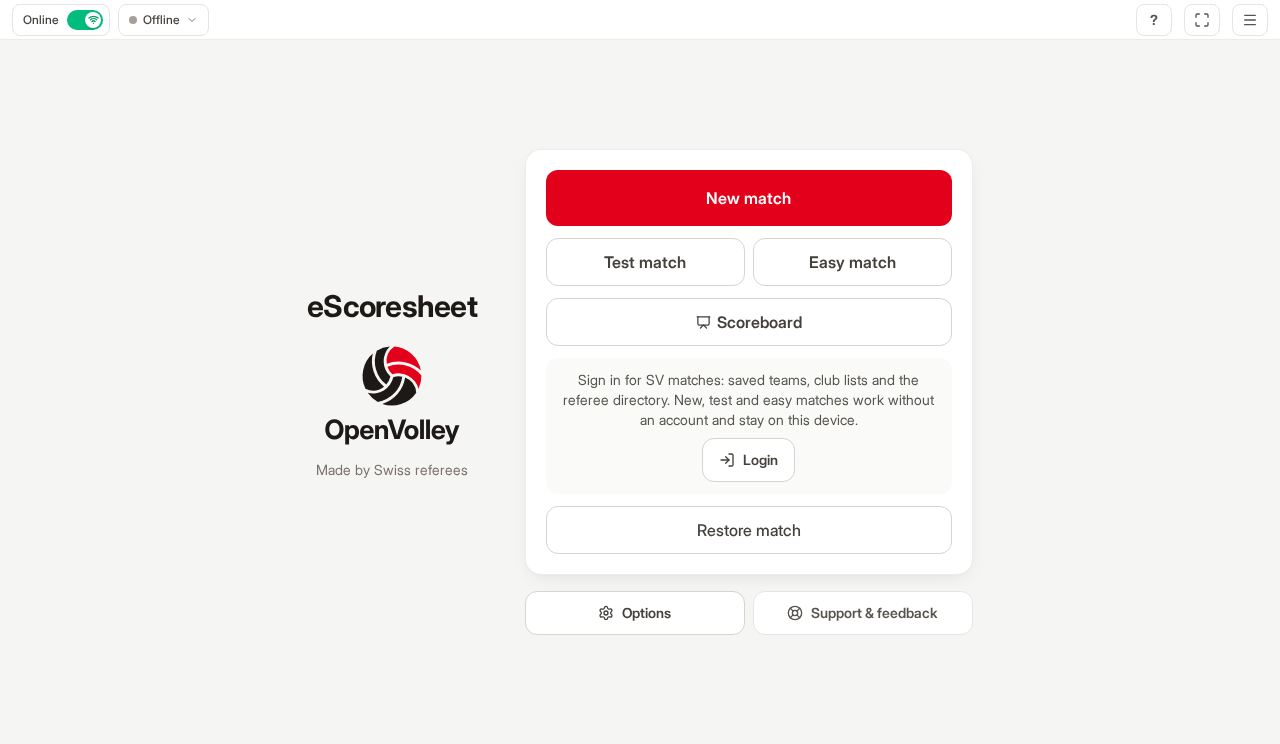 Online
Offline
?
New match
Test match
Easy match
Scoreboard
eScoresheet
OpenVolley
Made by Swiss referees
Sign in for SV matches: saved teams, club lists and the
referee directory. New, test and easy matches work without
an account and stay on this device.
Login
Restore match
Options
Support & feedback